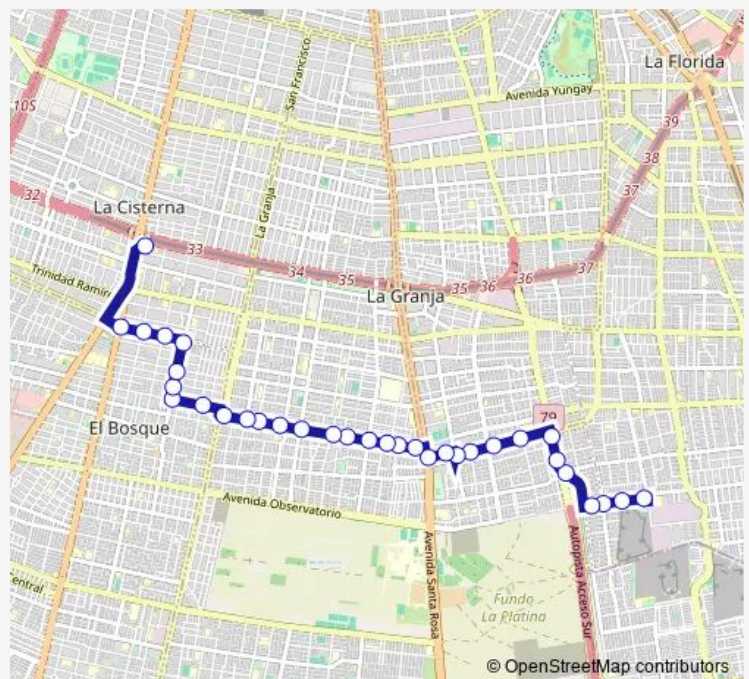 La Florida
San Francisco
Avenida Yungay
105
39
38
37
32
La Cisterna
La Granja
33
34
35
La Granja
35
36
36
37
Trinidad Ramír
79
El Bosque
Avenida Observatorio
Avenida Santa Rosa
Autopista Acceso Sur
entral
Fundo
La Platina
© OpenStreetMap contributors